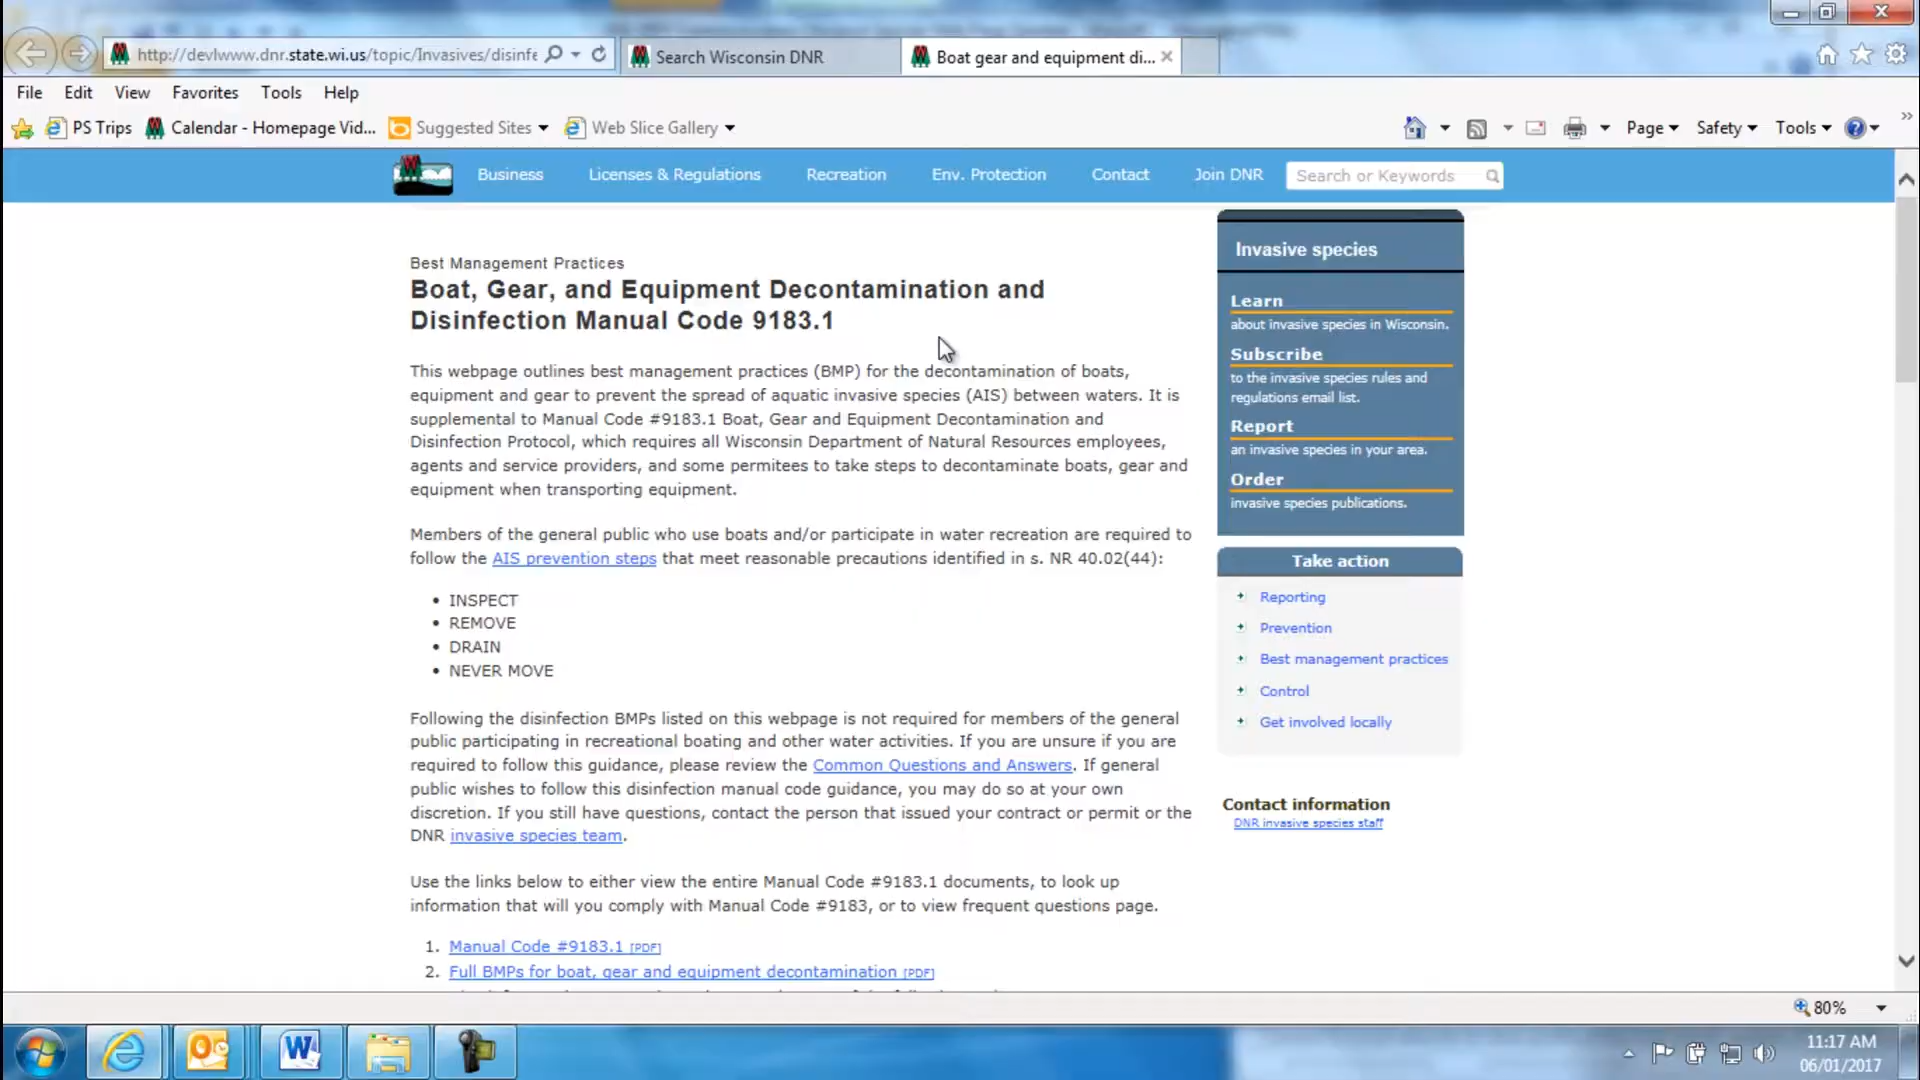 http://devlwww.dnr.state.wi.us/topic/Invasives/disinfe
Search Wisconsin DNR
Boat gear and equipment di...
File Edit View Favorites Tools Help
PS Trips
Calendar - Homepage Vid...
Suggested Sites
Web Slice Gallery
Page
Safety
Tools
Business
Licenses & Regulations
Recreation
Env. Protection
Contact
Join DNR
Search or Keywords
Best Management Practices
Boat, Gear, and Equipment Decontamination and
Disinfection Manual Code 9183.1
This webpage outlines best management practices (BMP) for the decontamination of boats,
equipment and gear to prevent the spread of aquatic invasive species (AIS) between waters. It is
supplemental to Manual Code #9183.1 Boat, Gear and Equipment Decontamination and
Disinfection Protocol, which requires all Wisconsin Department of Natural Resources employees,
agents and service providers, and some permitees to take steps to decontaminate boats, gear and
equipment when transporting equipment.
Members of the general public who use boats and/or participate in water recreation are required to
follow the AIS prevention steps that meet reasonable precautions identified in s. NR 40.02(44):
• INSPECT
• REMOVE
• DRAIN
• NEVER MOVE
Following the disinfection BMPs listed on this webpage is not required for members of the general
public participating in recreational boating and other water activities. If you are unsure if you are
required to follow this guidance, please review the Common Questions and Answers. If general
public wishes to follow this disinfection manual code guidance, you may do so at your own
discretion. If you still have questions, contact the person that issued your contract or permit or the
DNR invasive species team.
Use the links below to either view the entire Manual Code #9183.1 documents, to look up
information that will you comply with Manual Code #9183, or to view frequent questions page.
1. Manual Code #9183.1 [PDF]
2. Full BMPs for boat, gear and equipment decontamination [PDF]
Invasive species
Learn
about invasive species in Wisconsin.
Subscribe
to the invasive species rules and
regulations email list.
Report
an invasive species in your area.
Order
invasive species publications.
Take action
Reporting
Prevention
Best management practices
Control
Get involved locally
Contact information
DNR invasive species staff
80%
11:17 AM
06/01/2017